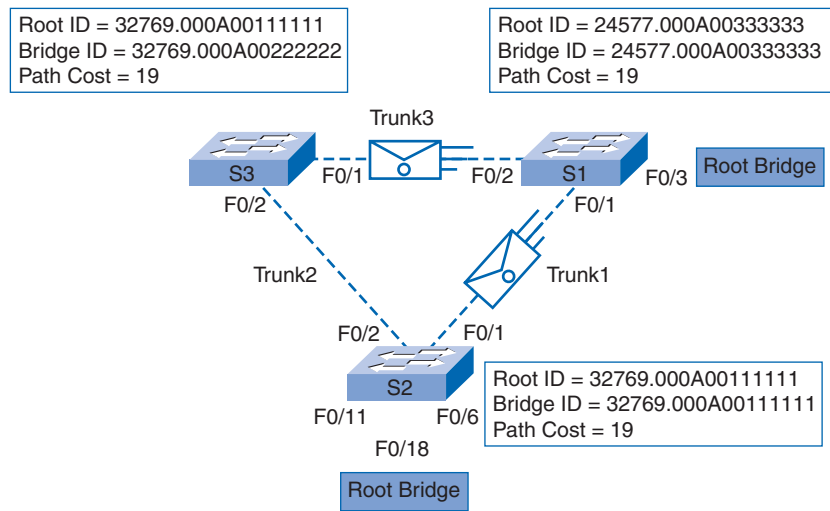 Root ID = 32769.000A00111111
Bridge ID = 32769.000A00222222
Path Cost = 19
Root ID = 24577.000A00333333
Bridge ID = 24577.000A00333333
Path Cost = 19
Trunk3
S3
F0/1
F0/2
S1
F0/3
Root Bridge
F0/2
F0/1
Trunk2
Trunk1
F0/2
F0/1
S2
F0/11
F0/6
F0/18
Root ID = 32769.000A00111111
Bridge ID = 32769.000A00111111
Path Cost = 19
Root Bridge